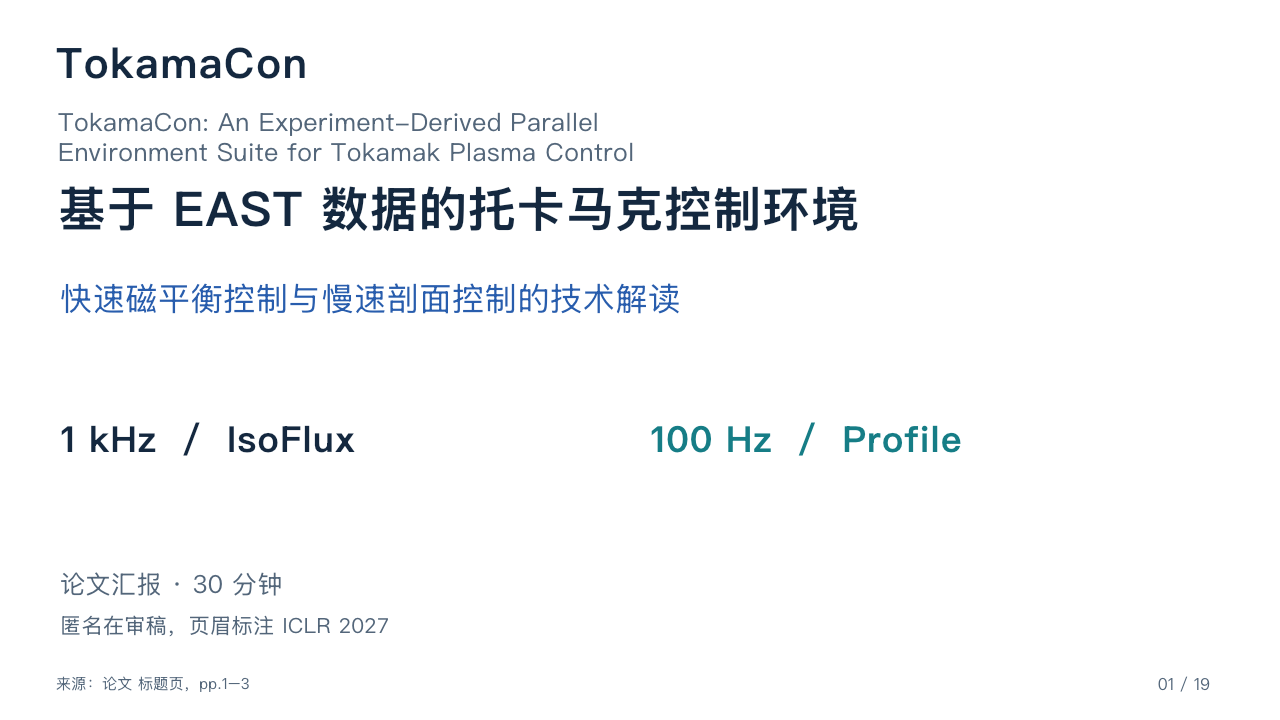 TokamaCon
TokamaCon: An Experiment–Derived Parallel
Environment Suite for Tokamak Plasma Control
基于 EAST 数据的托卡马克控制环境
快速磁平衡控制与慢速剖面控制的技术解读
1 kHz / IsoFlux
100 Hz / Profile
论文汇报 · 30 分钟
匿名在审稿，页眉标注 ICLR 2027
来源：论文 标题页，pp.1–3
01 / 19